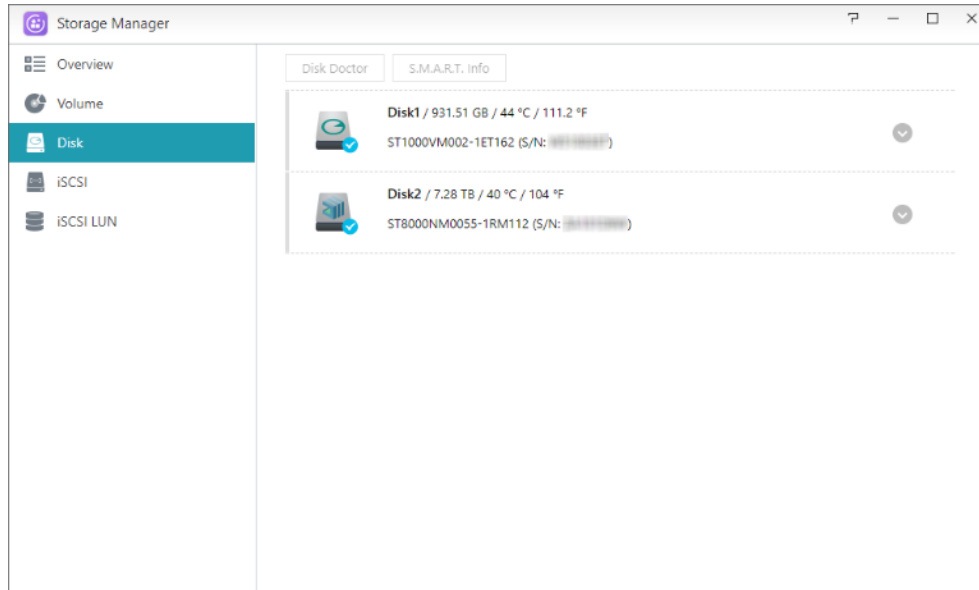 Storage Manager
Overview
Volume
Disk
iSCSI
iSCSI LUN
Disk Doctor
S.M.A.R.T. Info
Disk1 / 931.51 GB / 44 °C / 111.2 °F
ST1000VM002-1ET162 (S/N: )
Disk2 / 7.28 TB / 40 °C / 104 °F
ST8000NM0055-1RM112 (S/N: )